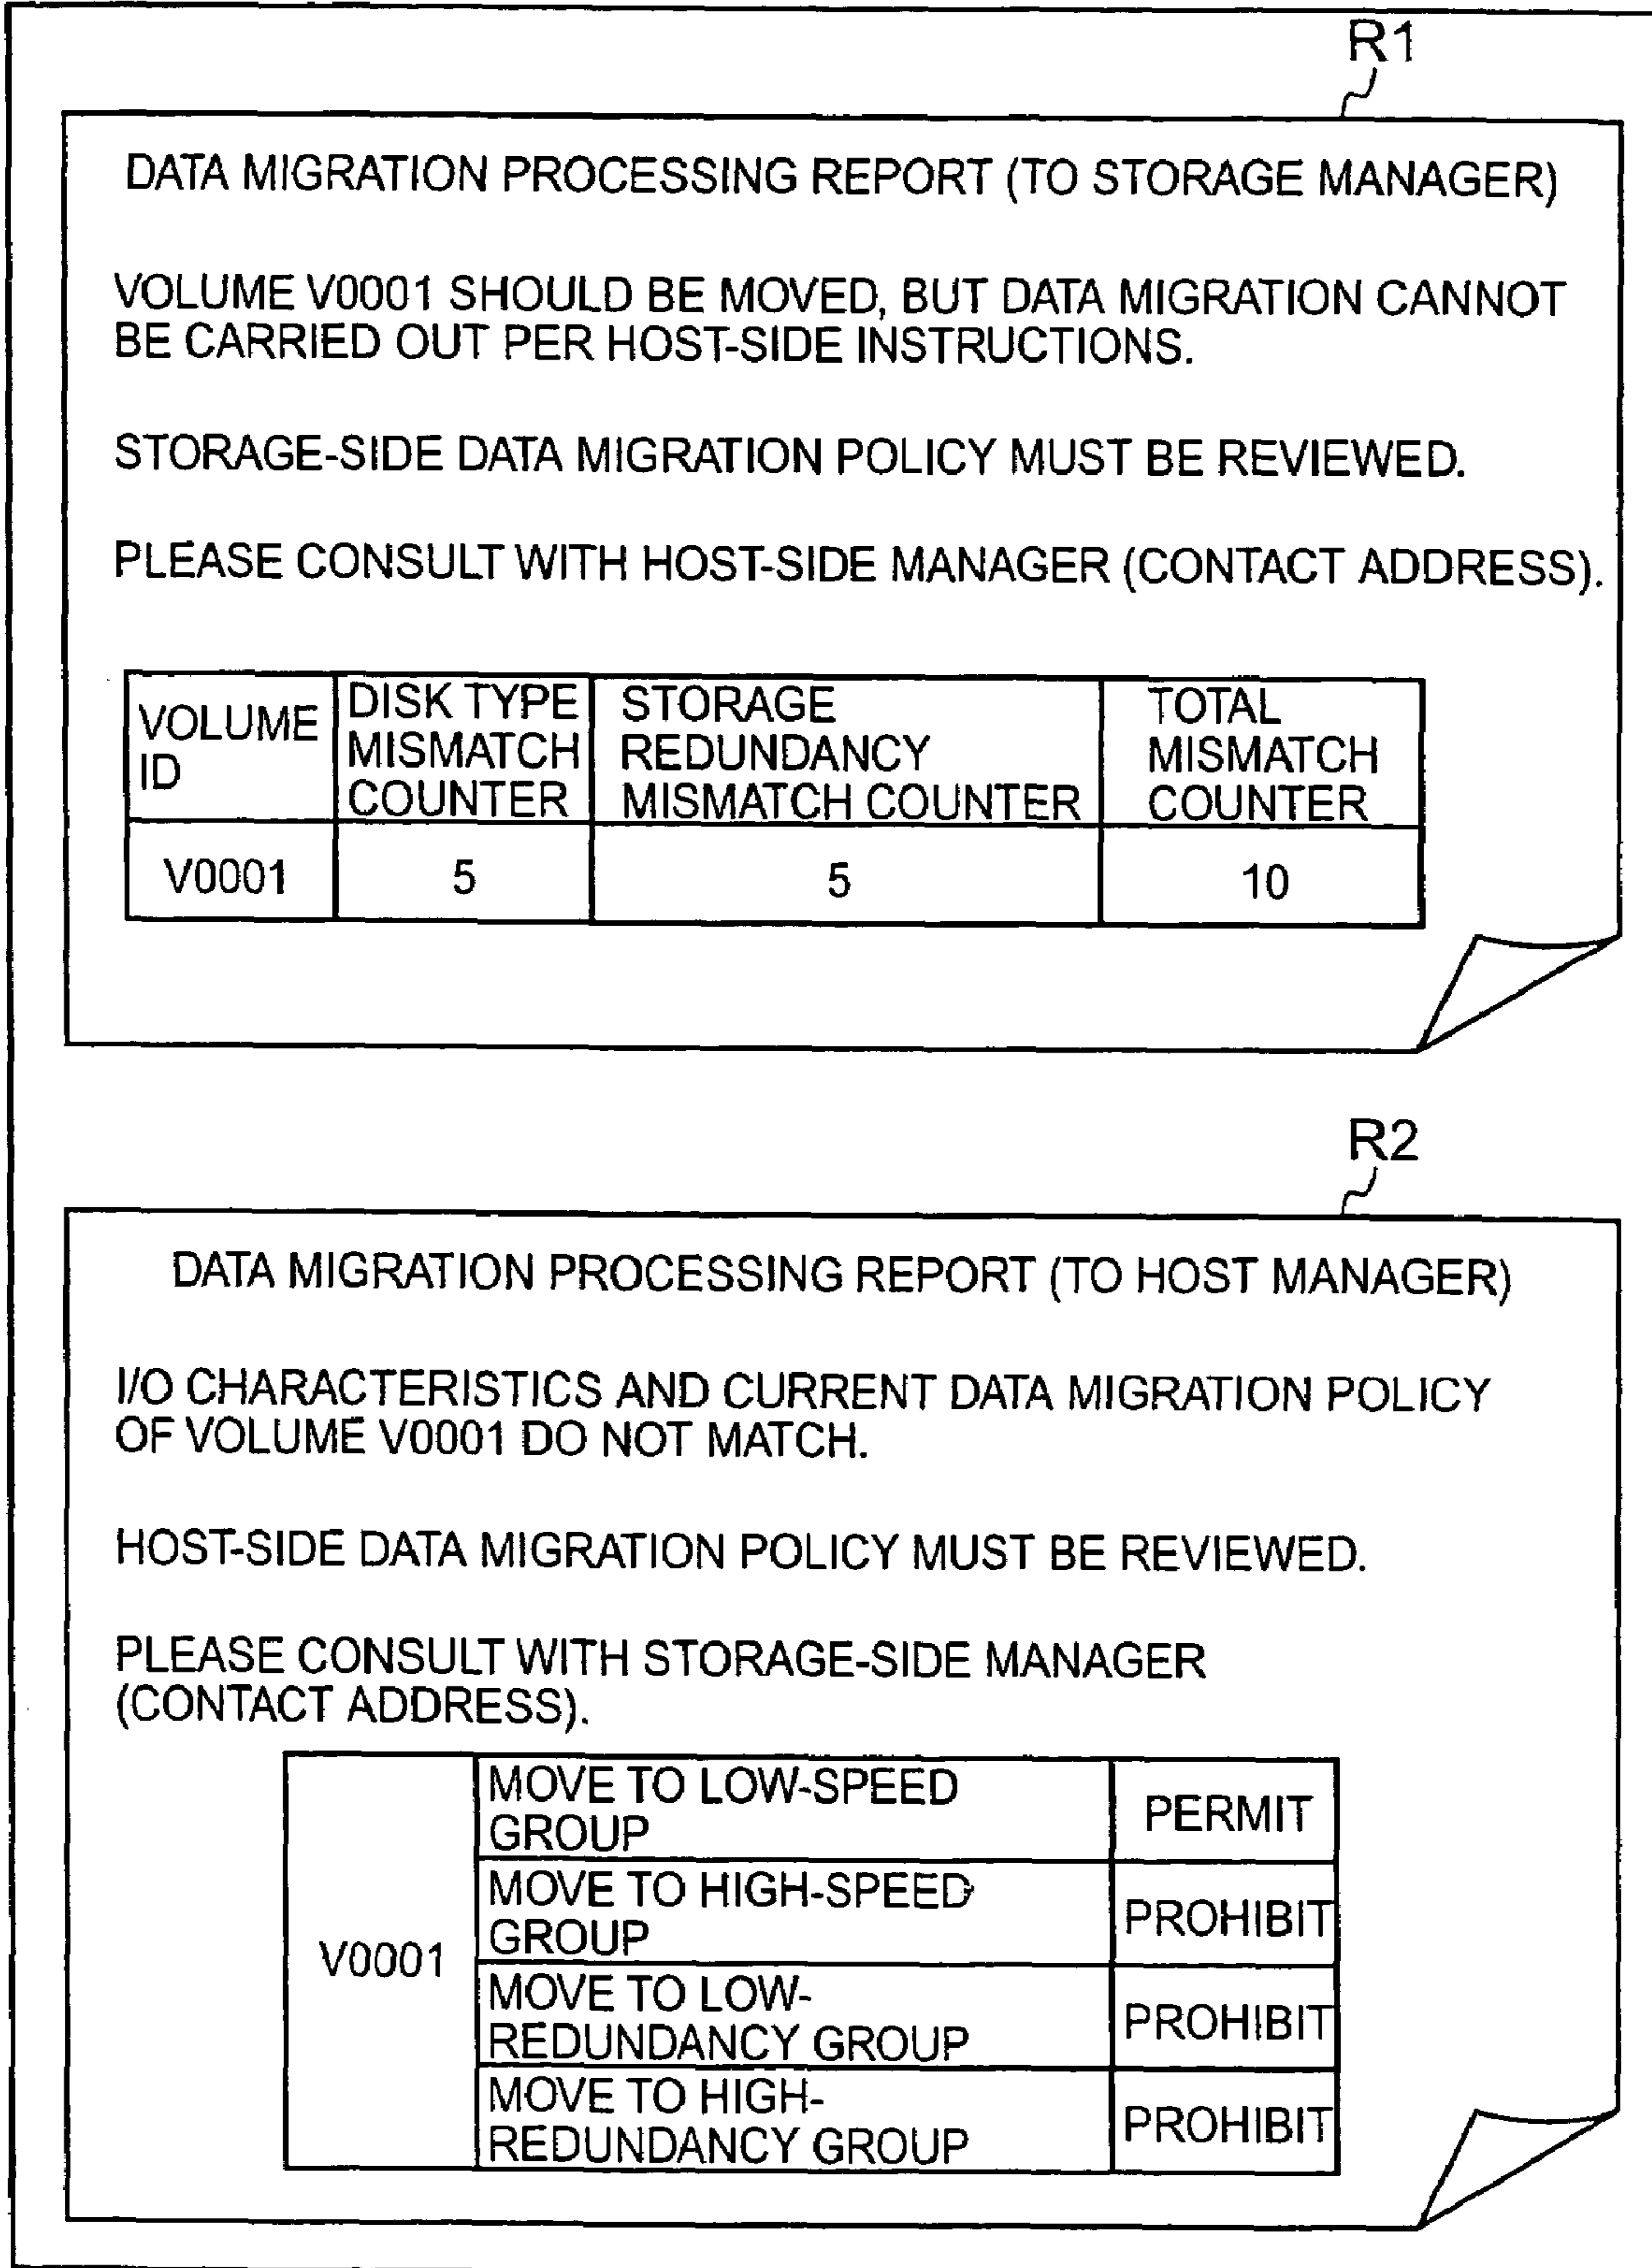 R1
DATA MIGRATION PROCESSING REPORT (TO STORAGE MANAGER)
VOLUME V0001 SHOULD BE MOVED, BUT DATA MIGRATION CANNOT
BE CARRIED OUT PER HOST-SIDE INSTRUCTIONS.
STORAGE-SIDE DATA MIGRATION POLICY MUST BE REVIEWED.
PLEASE CONSULT WITH HOST-SIDE MANAGER (CONTACT ADDRESS).
VOLUME
ID
DISK TYPE
MISMATCH
COUNTER
STORAGE
REDUNDANCY
MISMATCH COUNTER
TOTAL
MISMATCH
COUNTER
V0001
5
5
10
R2
DATA MIGRATION PROCESSING REPORT (TO HOST MANAGER)
I/O CHARACTERISTICS AND CURRENT DATA MIGRATION POLICY
OF VOLUME V0001 DO NOT MATCH.
HOST-SIDE DATA MIGRATION POLICY MUST BE REVIEWED.
PLEASE CONSULT WITH STORAGE-SIDE MANAGER
(CONTACT ADDRESS).
V0001
MOVE TO LOW-SPEED
GROUP
PERMIT
MOVE TO HIGH-SPEED
GROUP
PROHIBIT
MOVE TO LOW-
REDUNDANCY GROUP
PROHIBIT
MOVE TO HIGH-
REDUNDANCY GROUP
PROHIBIT